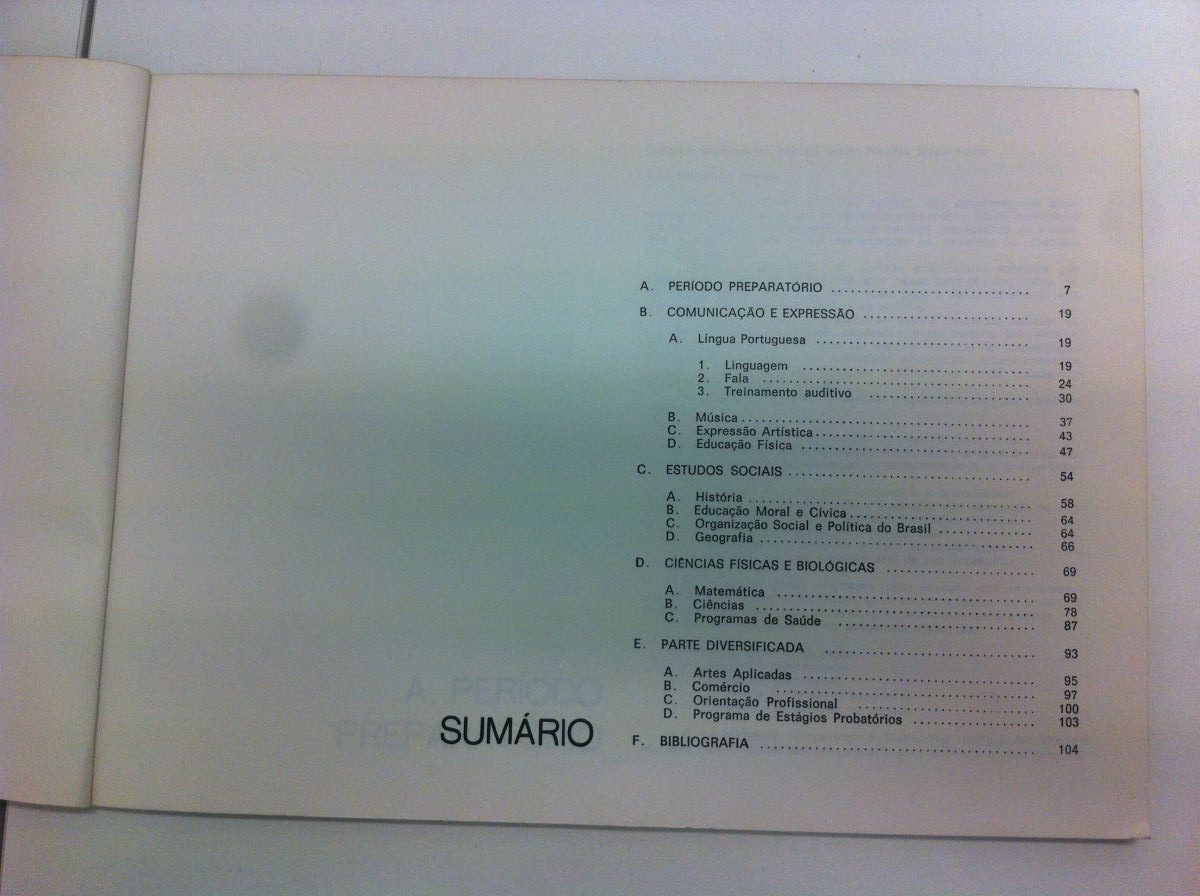 A. PERÍODO PREPARATÓRIO .............................. 7
B. COMUNICAÇÃO E EXPRESSÃO ......................... 19
A. Língua Portuguesa ................................ 19
1. Linguagem .................................. 19
2. Fala ........................................ 24
3. Treinamento auditivo ........................ 30
B. Música ........................................... 37
C. Expressão Artística ................................ 43
D. Educação Física .................................. 47
C. ESTUDOS SOCIAIS .................................... 54
A. História .......................................... 58
B. Educação Moral e Cívica ........................... 64
C. Organização Social e Política do Brasil .............. 64
D. Geografia ........................................ 66
D. CIÊNCIAS FÍSICAS E BIOLÓGICAS ...................... 69
A. Matemática ...................................... 69
B. Ciências .......................................... 78
C. Programas de Saúde .............................. 87
E. PARTE DIVERSIFICADA ................................ 93
A. Artes Aplicadas ................................... 95
B. Comércio ....................................... 97
C. Orientação Profissional ........................... 100
D. Programa de Estágios Probatórios .................. 103
F. BIBLIOGRAFIA ......................................... 104
A. PERÍODO
SUMÁRIO